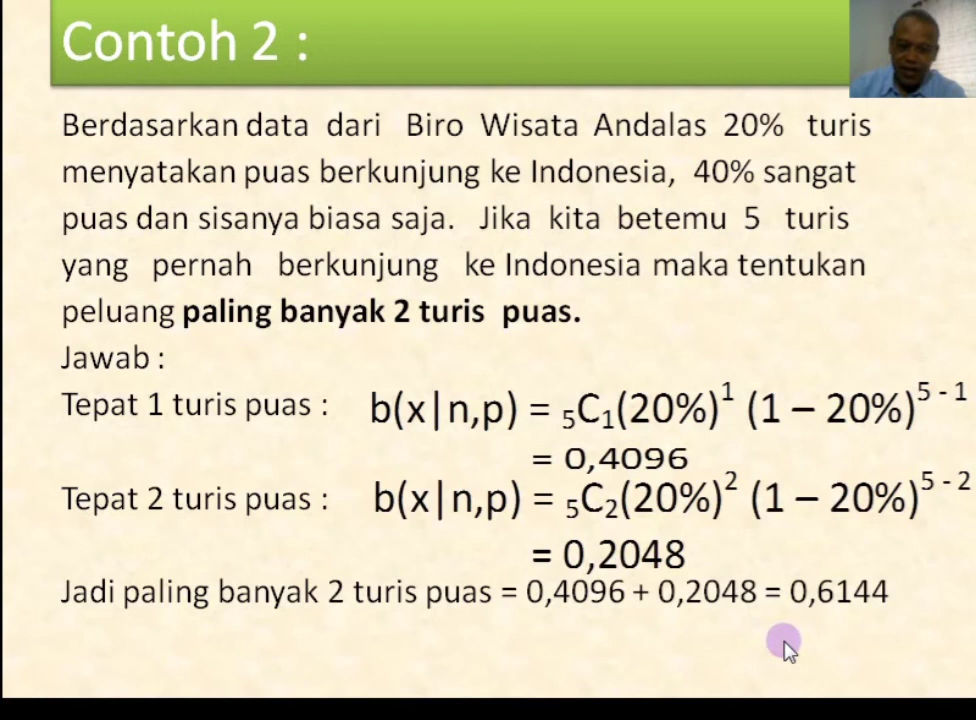 Contoh 2 :
Berdasarkan data dari Biro Wisata Andalas 20% turis
menyatakan puas berkunjung ke Indonesia, 40% sangat
puas dan sisanya biasa saja. Jika kita betemu 5 turis
yang pernah berkunjung ke Indonesia maka tentukan
peluang paling banyak 2 turis puas.
Jawab :
Tepat 1 turis puas : b(x|n,p) = ₅C₁(20%)¹ (1 – 20%)⁵⁻¹
= 0,4096
Tepat 2 turis puas : b(x|n,p) = ₅C₂(20%)² (1 – 20%)⁵⁻²
= 0,2048
Jadi paling banyak 2 turis puas = 0,4096 + 0,2048 = 0,6144